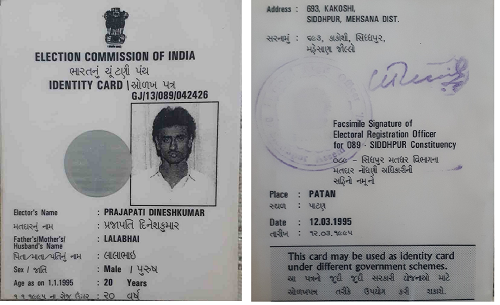 ELECTION COMMISSION OF INDIA
ભારતનું ચૂંટણી પંચ
IDENTITY CARD / ઓળખ પત્ર
GJ/13/089/042426
Elector's Name : PRAJAPATI DINESHKUMAR
મતદારનું નામ : પ્રજાપતિ દિનેશકુમાર
Father's/Mother's/
Husband's Name : LALABHAI
પિતા/માતા/પતિનું નામ : લાલાભાઇ
Sex / જાતિ : Male / પુરુષ
Age as on 1.1.1995 : 20 Years
૧.૧.૧૯૯૫ ના રોજ ઉંમર : ૨૦ વર્ષ
Address : 693, KAKOSHI,
SIDDHPUR, MEHSANA DIST.
સરનામું : ૬૯૩, કાકોશી, સિદ્ધપુર,
મહેસાણા જીલ્લો
Facsimile Signature of
Electoral Registration Officer
for 089 - SIDDHPUR Constituency
૦૮૯ - સિદ્ધપુર મતદાર વિભાગના
મતદાર નોંધણી અધિકારીની
સહિનો નમૂનો
Place : PATAN
સ્થળ : પાટણ
Date : 12.03.1995
તારીખ : ૧૨.૦૩.૧૯૯૫
This card may be used as identity card
under different government schemes.
આ પત્રનો જુદી જુદી સરકારી યોજનાઓ માટે
ઓળખપત્ર તરીકે ઉપયોગ કરી શકાશે.